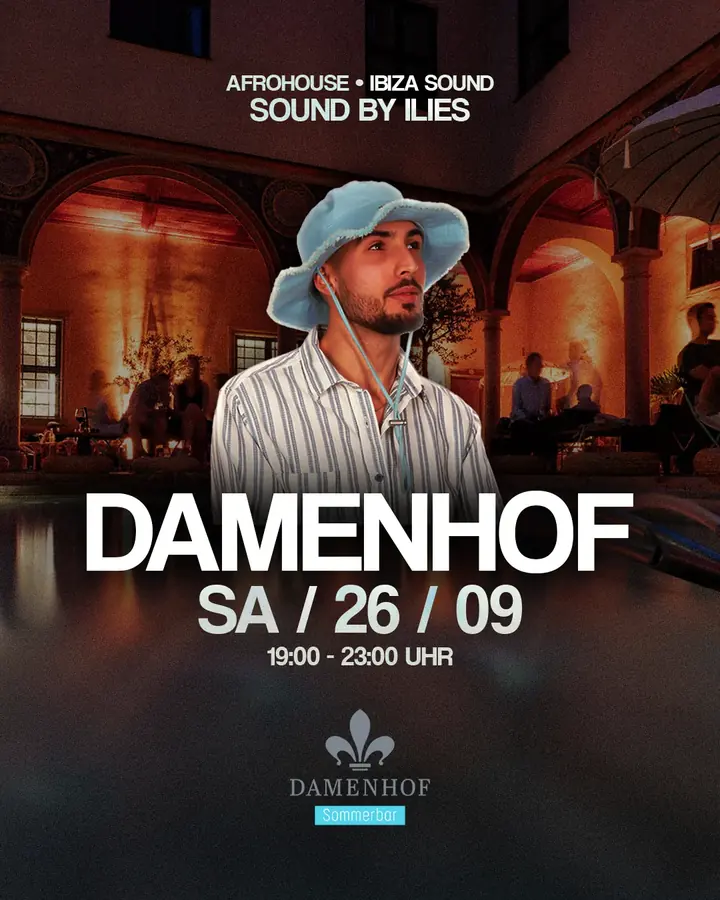 AFROHOUSE • IBIZA SOUND
SOUND BY ILIES
DAMENHOF
SA / 26 / 09
19:00 - 23:00 UHR
DAMENHOF
Sommerbar